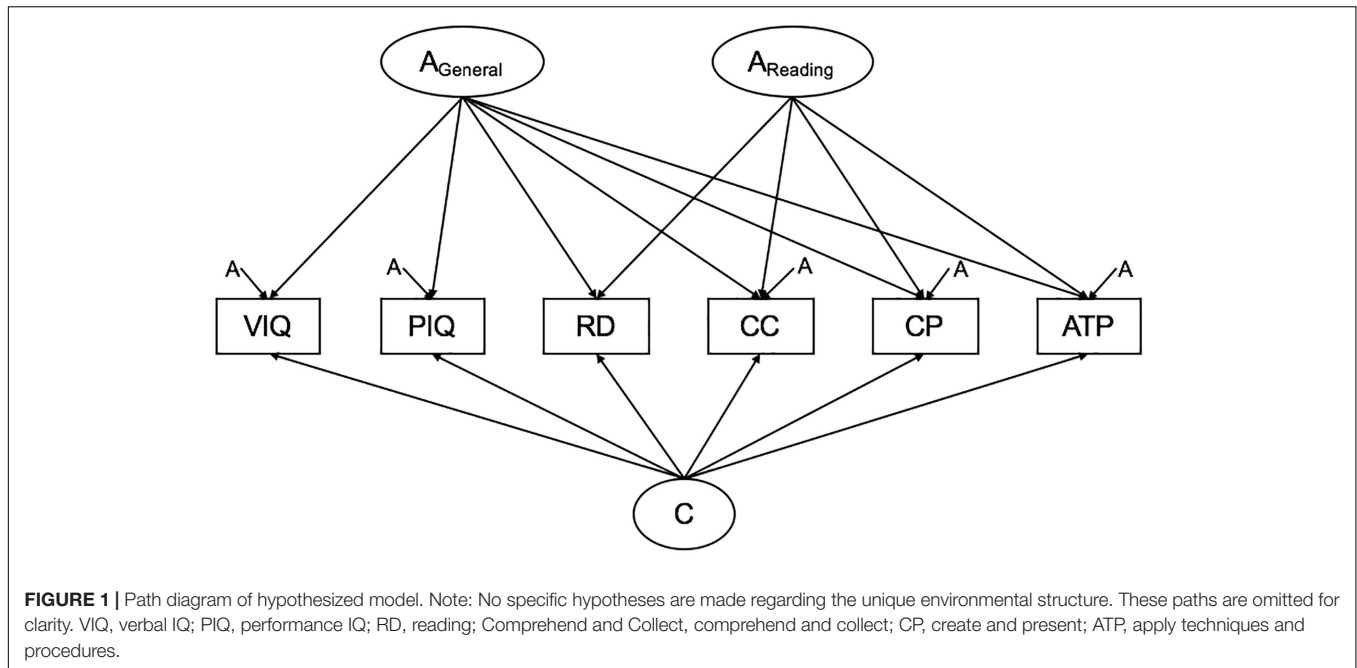 AGeneral AReading
A A A A A
VIQ PIQ RD CC CP ATP
C
FIGURE 1 | Path diagram of hypothesized model. Note: No specific hypotheses are made regarding the unique environmental structure. These paths are omitted for
clarity. VIQ, verbal IQ; PIQ, performance IQ; RD, reading; Comprehend and Collect, comprehend and collect; CP, create and present; ATP, apply techniques and
procedures.